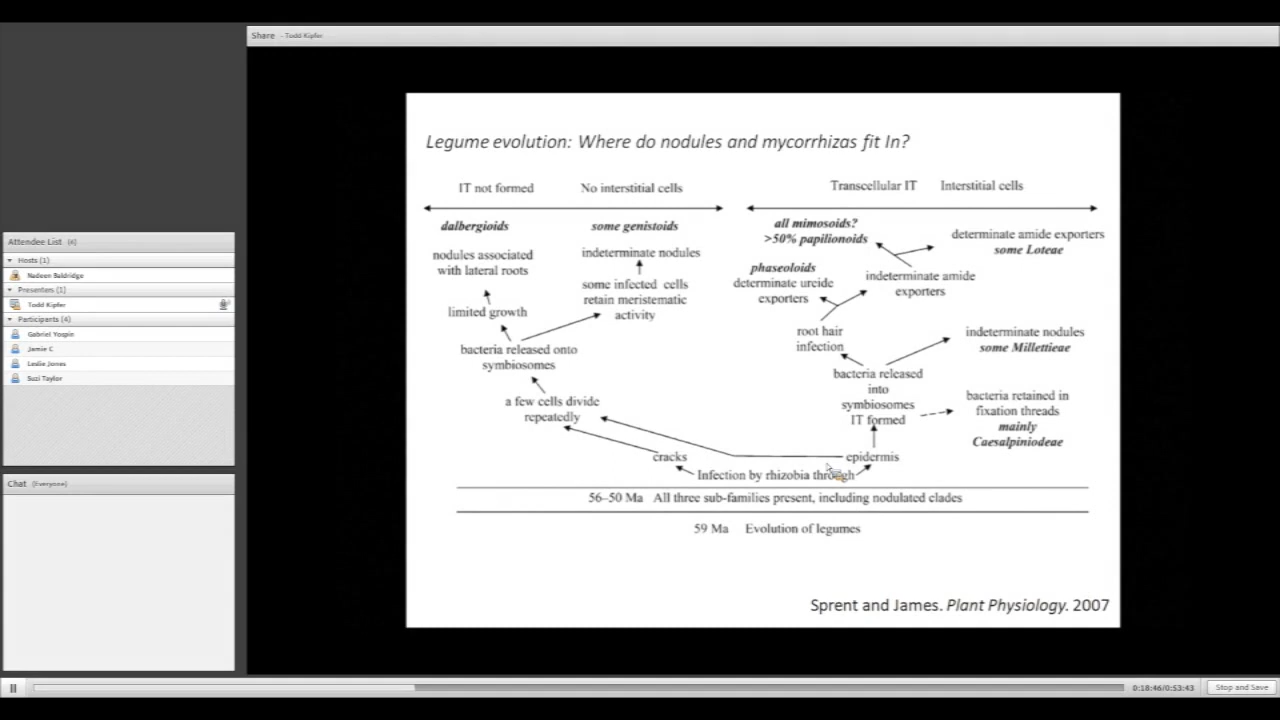 Share - Todd Kipfer
Attendee List (6)
Hosts (1)
Nadeen Baldridge
Presenters (1)
Todd Kipfer
Participants (4)
Gabriel Yospin
Jamie C
Leslie Jones
Suzi Taylor
Chat (Everyone)
Legume evolution: Where do nodules and mycorrhizas fit In?
IT not formed
No interstitial cells
Transcellular IT
Interstitial cells
dalbergioids
nodules associated
with lateral roots
limited growth
some genistoids
indeterminate nodules
some infected cells
retain meristematic
activity
bacteria released onto
symbiosomes
a few cells divide
repeatedly
cracks
all mimosoids?
>50% papilionoids
determinate amide exporters
some Loteae
phaseoloids
determinate ureide
exporters
indeterminate amide
exporters
root hair
infection
indeterminate nodules
some Millettieae
bacteria released
into
symbiosomes
IT formed
bacteria retained in
fixation threads
mainly
Caesalpiniodeae
epidermis
Infection by rhizobia through
56–50 Ma All three sub-families present, including nodulated clades
59 Ma Evolution of legumes
Sprent and James. Plant Physiology. 2007
0:18:46/0:53:43
Stop and Save